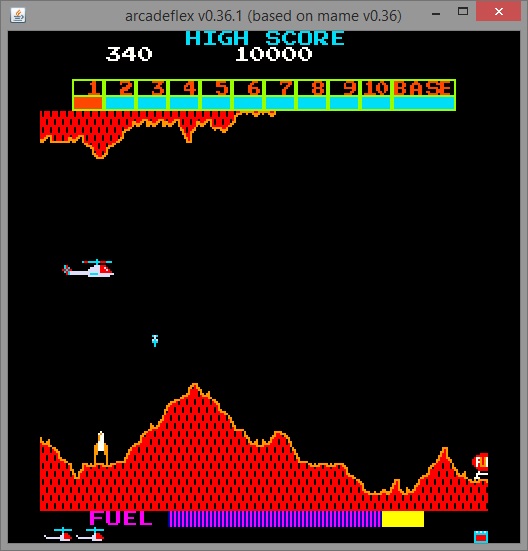 arcadeflex v0.36.1 (based on mame v0.36)
HIGH SCORE
340 10000
1 2 3 4 5 6 7 8 9 10 BASE
FUEL